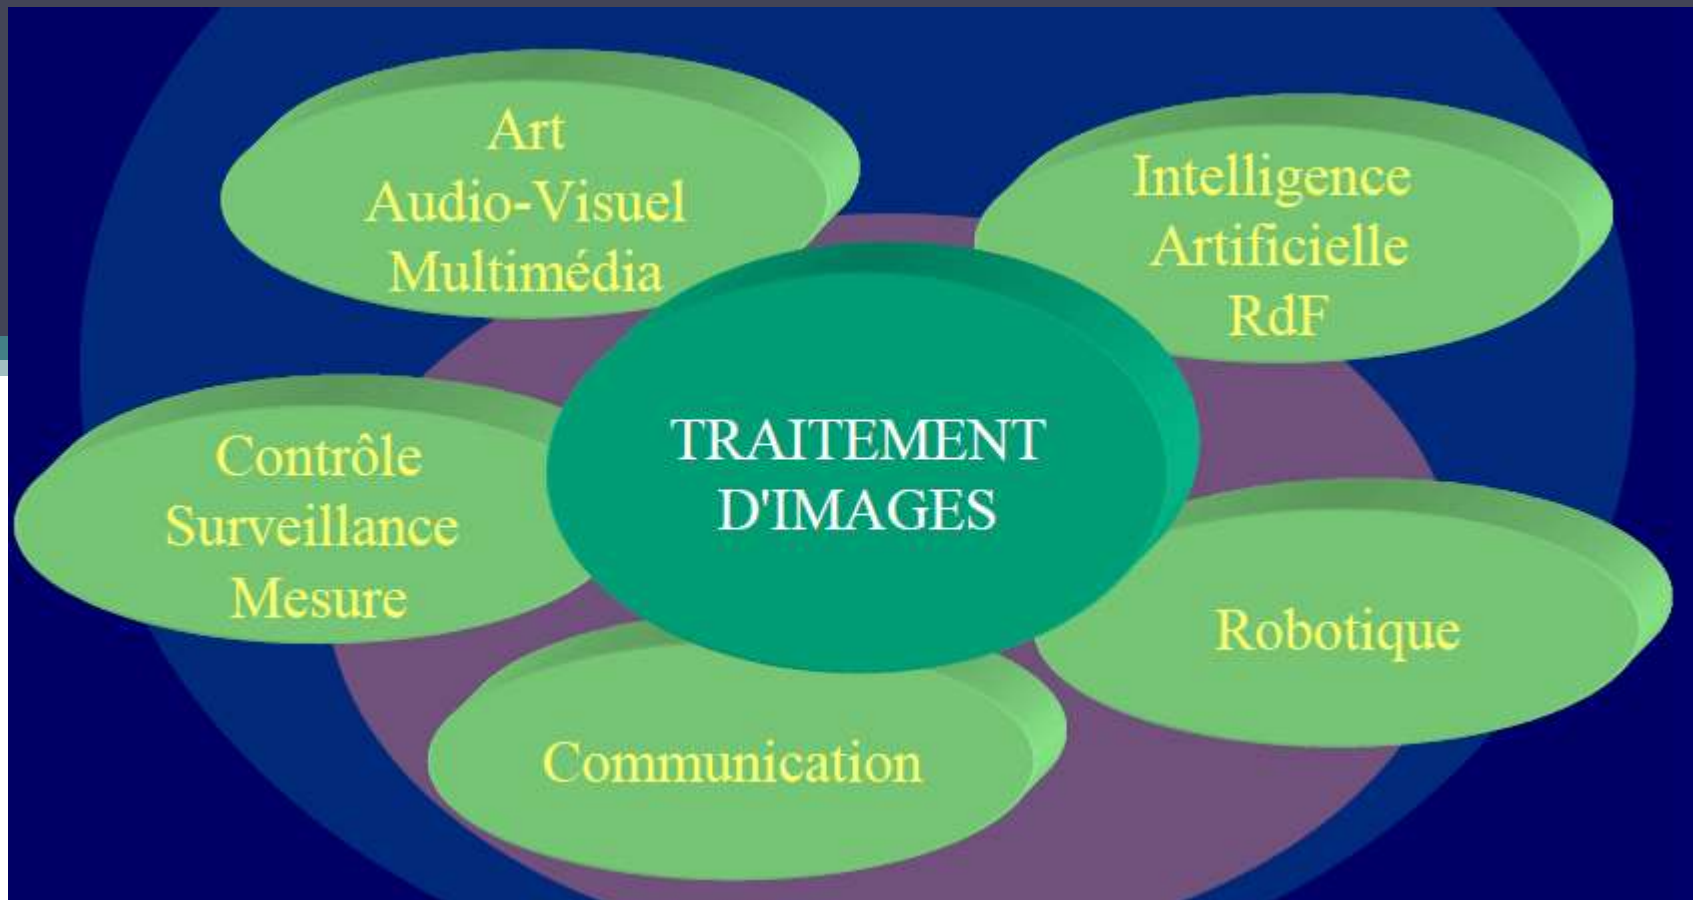 Art
Audio-Visuel
Multimédia
Intelligence
Artificielle
RdF
TRAITEMENT
D'IMAGES
Contrôle
Surveillance
Mesure
Robotique
Communication